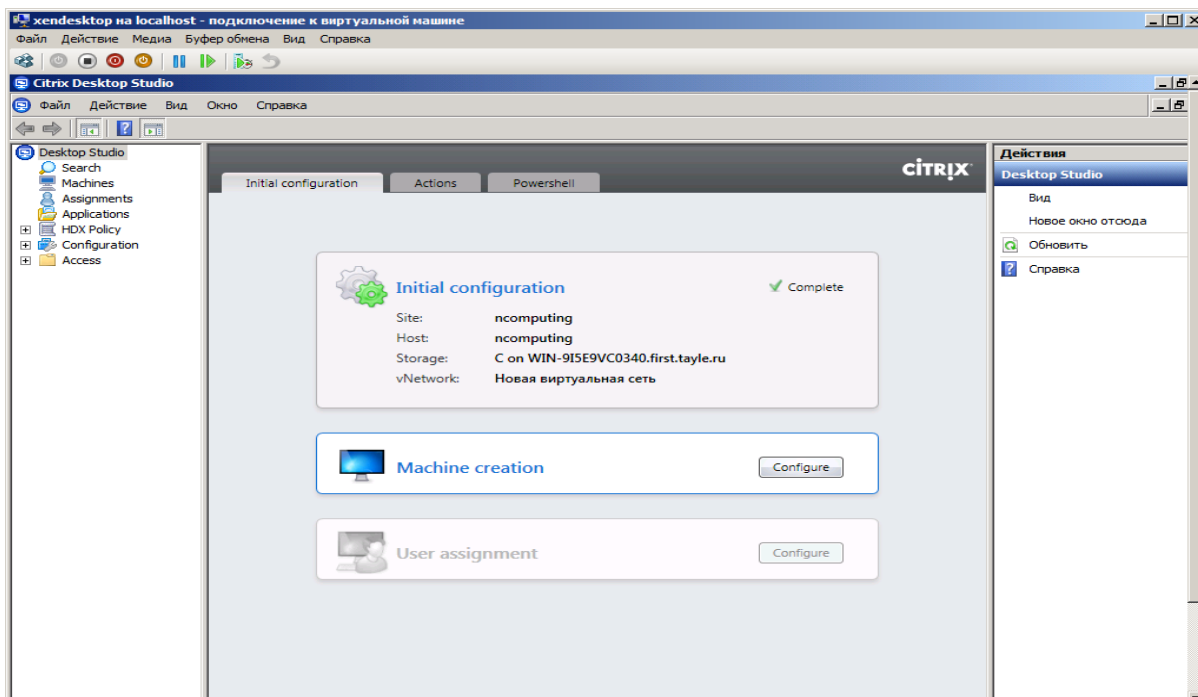 xendesktop на localhost - подключение к виртуальной машине
Файл Действие Медиа Буфер обмена Вид Справка
Citrix Desktop Studio
Файл Действие Вид Окно Справка
Desktop Studio
Search
Machines
Assignments
Applications
HDX Policy
Configuration
Access
Initial configuration Actions Powershell
CITRIX
Initial configuration
Complete
Site: ncomputing
Host: ncomputing
Storage: C on WIN-9I5E9VC0340.first.tayle.ru
vNetwork: Новая виртуальная сеть
Machine creation
Configure
User assignment
Configure
Действия
Desktop Studio
Вид
Новое окно отсюда
Обновить
Справка